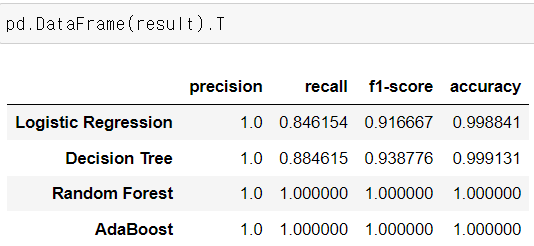 pd.DataFrame(result).T
precision recall f1-score accuracy
Logistic Regression 1.0 0.846154 0.916667 0.998841
Decision Tree 1.0 0.884615 0.938776 0.999131
Random Forest 1.0 1.000000 1.000000 1.000000
AdaBoost 1.0 1.000000 1.000000 1.000000